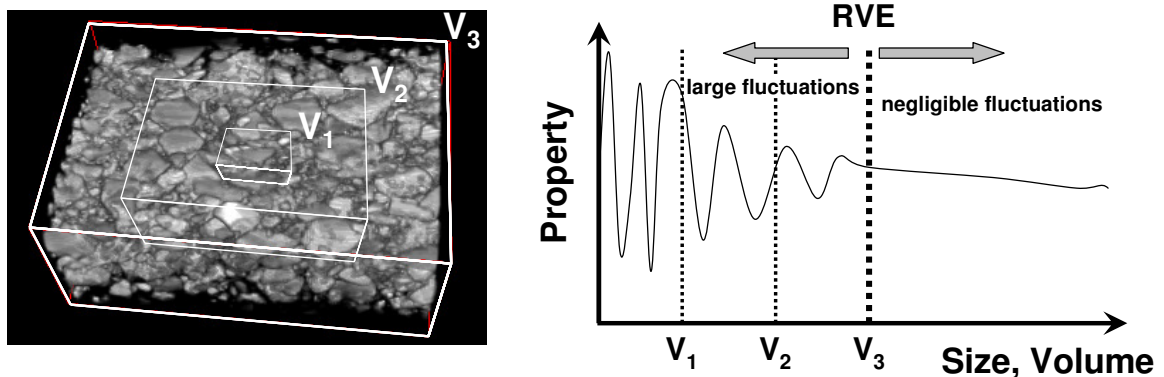 V3
V2
V1
RVE
large fluctuations
negligible fluctuations
Property
V1
V2
V3
Size, Volume